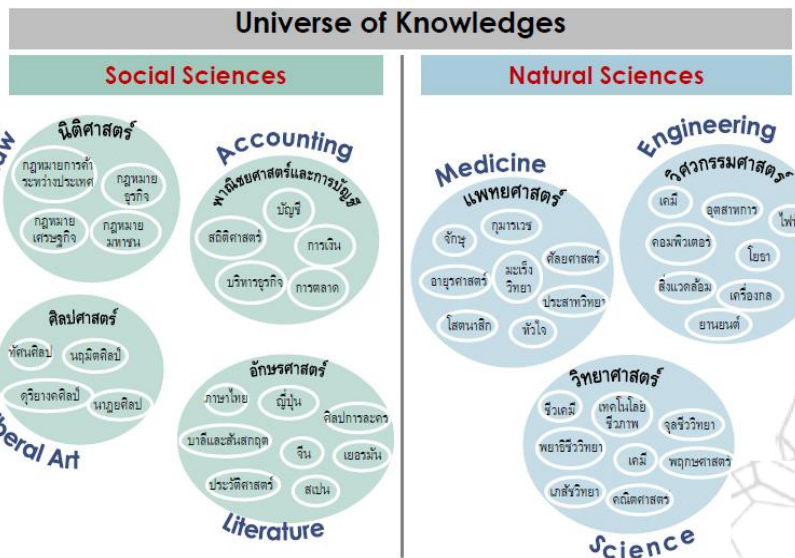 Universe of Knowledges
Social Sciences
Natural Sciences
นิติศาสตร์
กฎหมายการค้า
ระหว่างประเทศ
กฎหมาย
ธุรกิจ
กฎหมาย
เศรษฐกิจ
กฎหมาย
มหาชน
Accounting
พาณิชยศาสตร์และการบัญชี
บัญชี
สถิติศาสตร์
การเงิน
บริหารธุรกิจ
การตลาด
ศิลปศาสตร์
ทัศนศิลป
นฤมิตศิลป์
ดุริยางคศิลป์
นาฏยศิลป
beral Art
อักษรศาสตร์
ภาษาไทย
ญี่ปุ่น
ศิลปการละคร
บาลีและสันสกฤต
จีน
เยอรมัน
ประวัติศาสตร์
สเปน
Literature
Medicine
แพทยศาสตร์
จักษุ
กุมารเวช
ศัลยศาสตร์
อายุรศาสตร์
มะเร็ง
วิทยา
ประสาทวิทยา
โสตนาสิก
หัวใจ
Engineering
วิศวกรรมศาสตร์
เคมี
อุตสาหการ
ไฟฟ
คอมพิวเตอร์
โยธา
สิ่งแวดล้อม
เครื่องกล
ยานยนต์
วิทยาศาสตร์
ชีวเคมี
เทคโนโลยี
ชีวภาพ
จุลชีววิทยา
พยาธิชีววิทยา
เคมี
พฤกษศาสตร์
เภสัชวิทยา
คณิตศาสตร์
Science